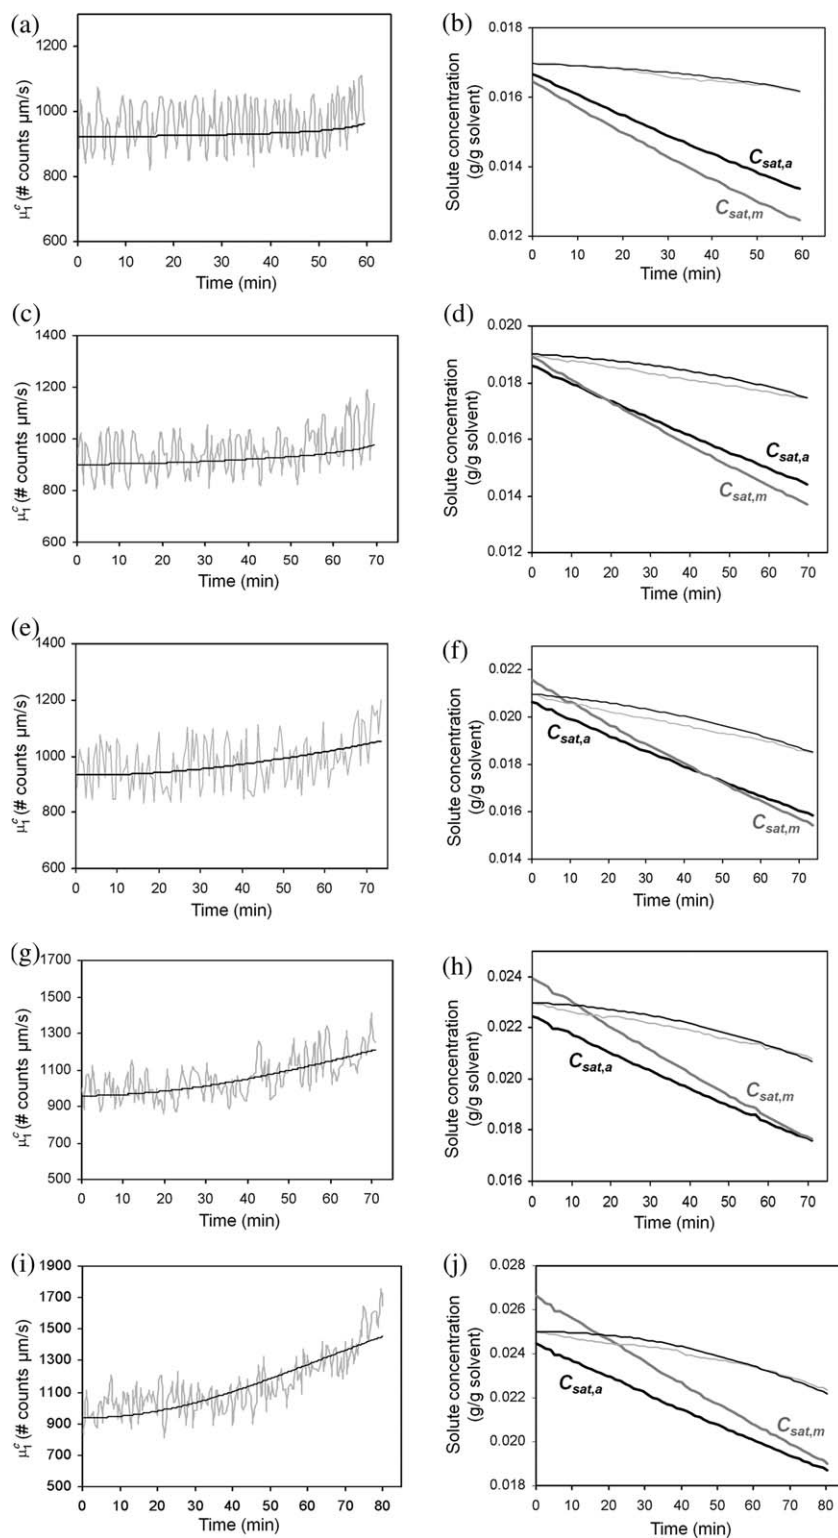 (a)
1300
1200
1000
800
600
0 10 20 30 40 50 60
Time (min)
μ₁ᶜ (# counts μm/s)
(b)
0.018
0.016
0.014
0.012
0 10 20 30 40 50 60
Time (min)
Solute concentration
(g/g solvent)
Csat,a
Csat,m
(c)
1400
1200
1000
800
600
0 10 20 30 40 50 60 70
Time (min)
μ₁ᶜ (# counts μm/s)
(d)
0.020
0.018
0.016
0.014
0.012
0 10 20 30 40 50 60 70
Time (min)
Solute concentration
(g/g solvent)
Csat,a
Csat,m
(e)
1400
1200
1000
800
600
0 10 20 30 40 50 60 70
Time (min)
μ₁ᶜ (# counts μm/s)
(f)
0.022
0.020
0.018
0.016
0.014
0 10 20 30 40 50 60 70
Time (min)
Solute concentration
(g/g solvent)
Csat,a
Csat,m
(g)
1700
1500
1300
1100
900
700
500
0 10 20 30 40 50 60 70
Time (min)
μ₁ᶜ (# counts μm/s)
(h)
0.024
0.022
0.020
0.018
0.016
0 10 20 30 40 50 60 70
Time (min)
Solute concentration
(g/g solvent)
Csat,a
Csat,m
(i)
1900
1700
1500
1300
1100
900
700
500
0 10 20 30 40 50 60 70 80
Time (min)
μ₁ᶜ (# counts μm/s)
(j)
0.028
0.026
0.024
0.022
0.020
0.018
0 10 20 30 40 50 60 70 80
Time (min)
Solute concentration
(g/g solvent)
Csat,a
Csat,m